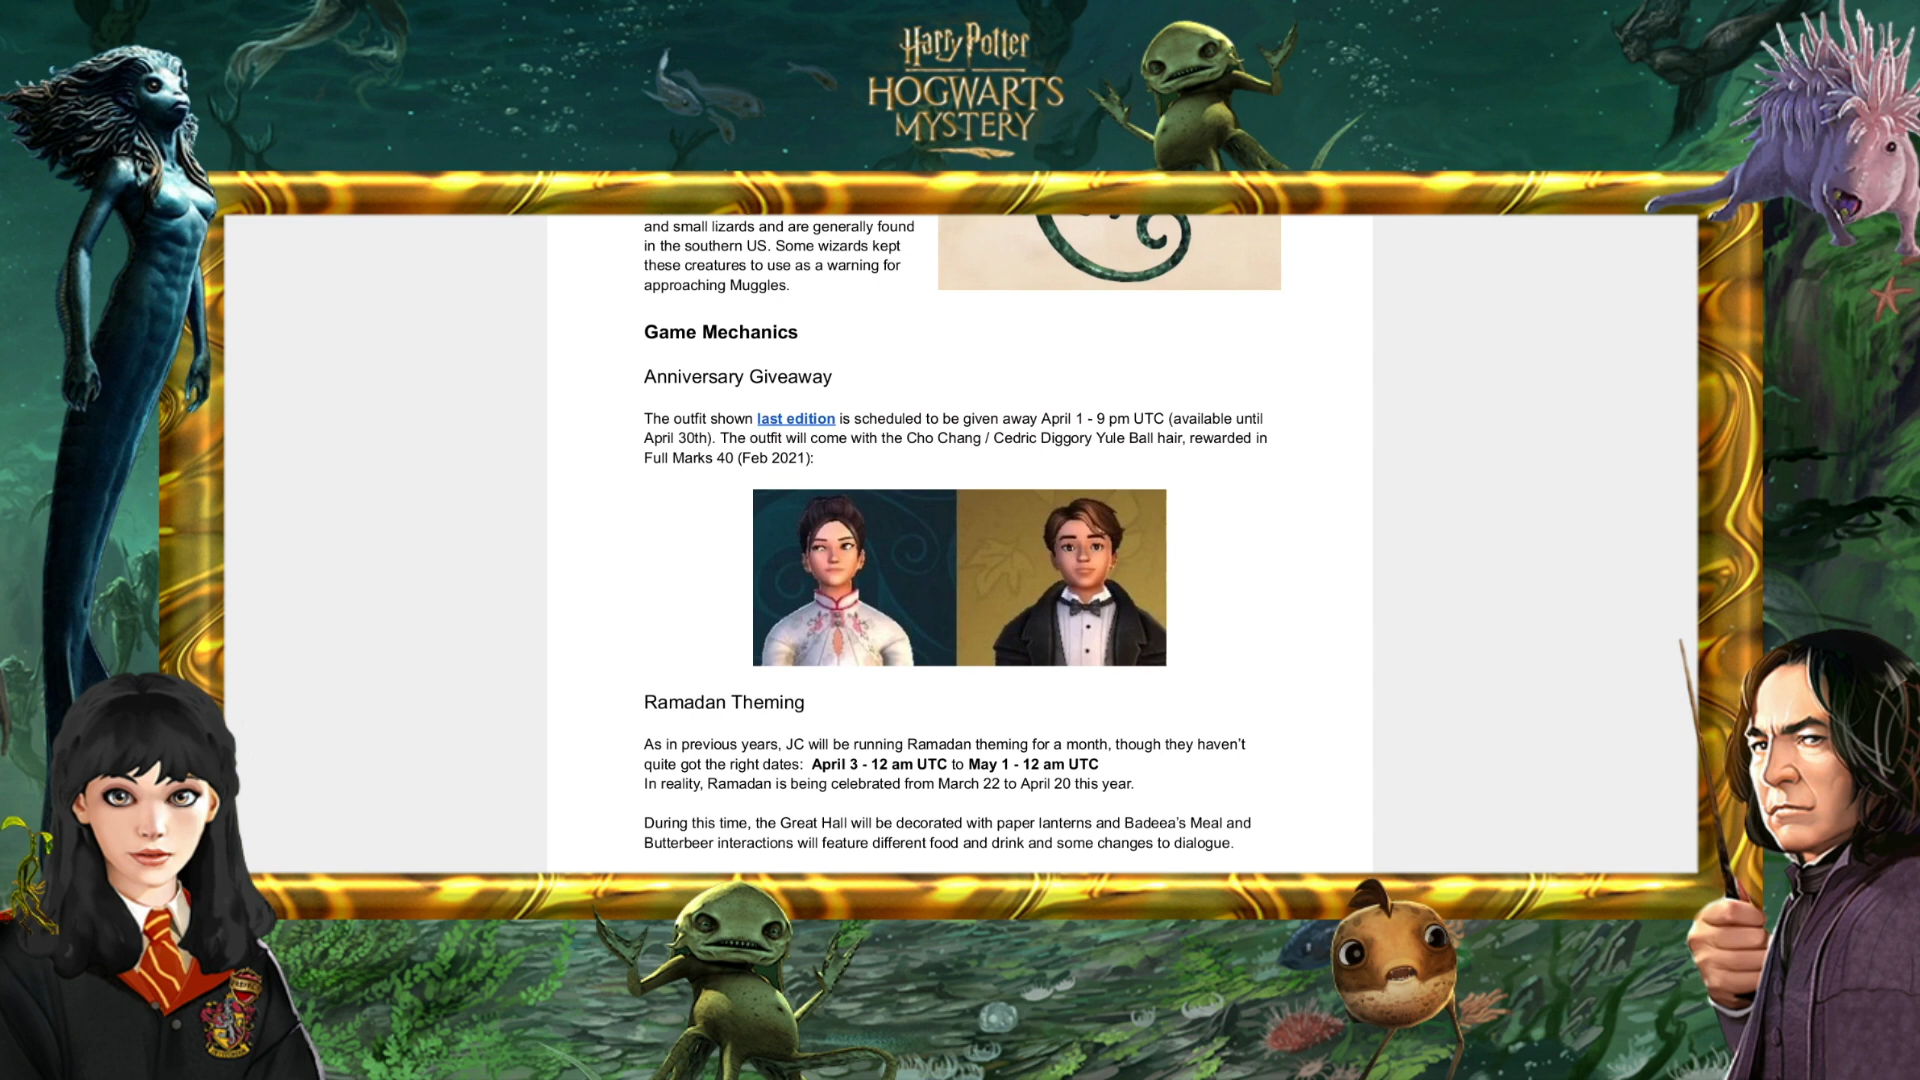 Harry Potter
HOGWARTS
MYSTERY
and small lizards and are generally found
in the southern US. Some wizards kept
these creatures to use as a warning for
approaching Muggles.
Game Mechanics
Anniversary Giveaway
The outfit shown last edition is scheduled to be given away April 1 - 9 pm UTC (available until
April 30th). The outfit will come with the Cho Chang / Cedric Diggory Yule Ball hair, rewarded in
Full Marks 40 (Feb 2021):
Ramadan Theming
As in previous years, JC will be running Ramadan theming for a month, though they haven't
quite got the right dates:  April 3 - 12 am UTC to May 1 - 12 am UTC
In reality, Ramadan is being celebrated from March 22 to April 20 this year.
During this time, the Great Hall will be decorated with paper lanterns and Badeea's Meal and
Butterbeer interactions will feature different food and drink and some changes to dialogue.
PREFECT